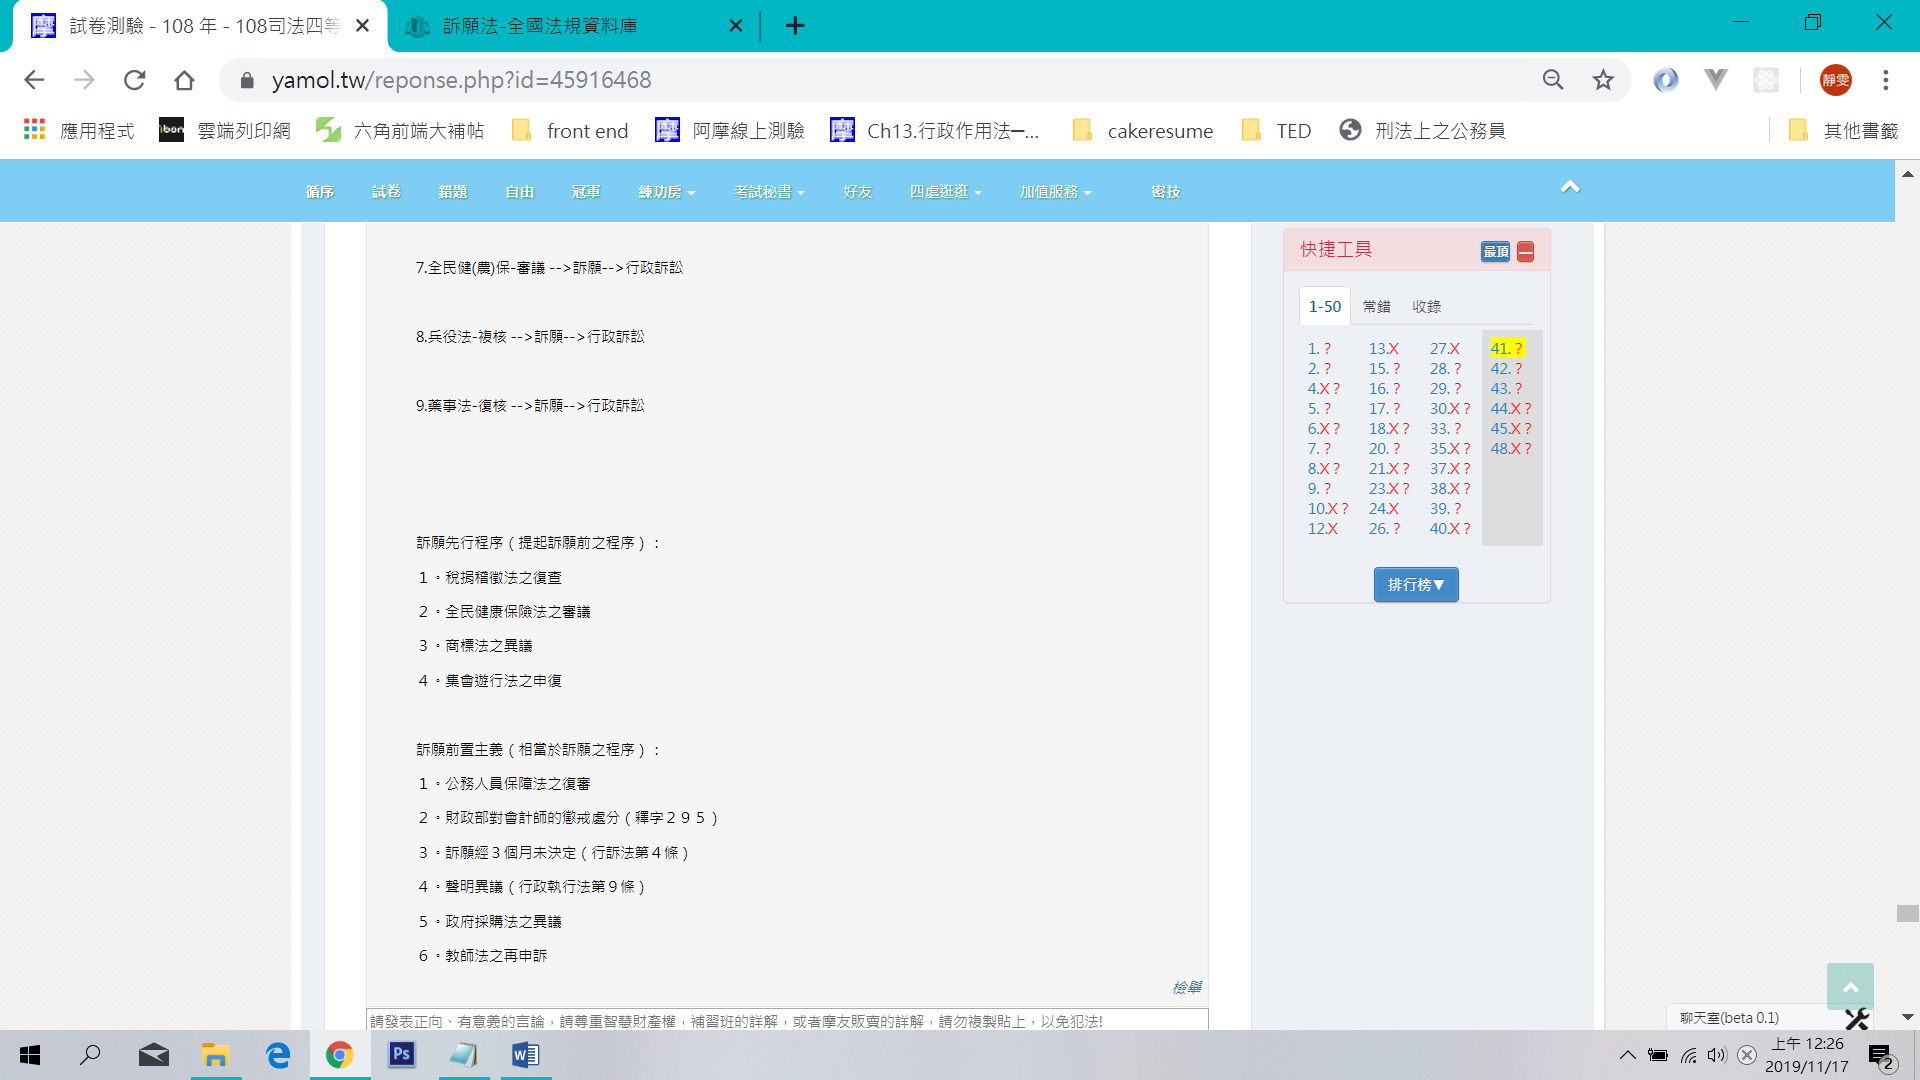 試卷測驗 - 108 年 - 108司法四等
訴願法-全國法規資料庫
yamol.tw/reponse.php?id=45916468
靜雯
應用程式
ibon
雲端列印網
六角前端大補帖
front end
摩
阿摩線上測驗
摩
Ch13.行政作用法─...
cakeresume
TED
刑法上之公務員
其他書籤
循序 試卷 錯題 自由 冠軍 練功房 考試秘書 好友 四處逛逛 加值服務 密技
7.全民健(農)保-審議 -->訴願-->行政訴訟
8.兵役法-複核 -->訴願-->行政訴訟
9.藥事法-復核 -->訴願-->行政訴訟
訴願先行程序（提起訴願前之程序）：
１。稅捐稽徵法之復查
２。全民健康保險法之審議
３。商標法之異議
４。集會遊行法之申復
訴願前置主義（相當於訴願之程序）：
１。公務人員保障法之復審
２。財政部對會計師的懲戒處分（釋字２９５）
３。訴願經３個月未決定（行訴法第４條）
４。聲明異議（行政執行法第９條）
５。政府採購法之異議
６。教師法之再申訴
檢舉
請發表正向、有意義的言論，請尊重智慧財產權，補習班的詳解，或者摩友販賣的詳解，請勿複製貼上，以免犯法!
快捷工具
最頂
1-50 常錯 收錄
1. ? 13.X 27.X 41. ?
2. ? 15. ? 28. ? 42. ?
4.X ? 16. ? 29. ? 43. ?
5. ? 17. ? 30.X ? 44.X ?
6.X ? 18.X ? 33. ? 45.X ?
7. ? 20. ? 35.X ? 48.X ?
8.X ? 21.X ? 37.X ?
9. ? 23.X ? 38.X ?
10.X ? 24.X 39. ?
12.X 26. ? 40.X ?
排行榜▼
聊天室(beta 0.1)
Ps
上午 12:26
2019/11/17
2